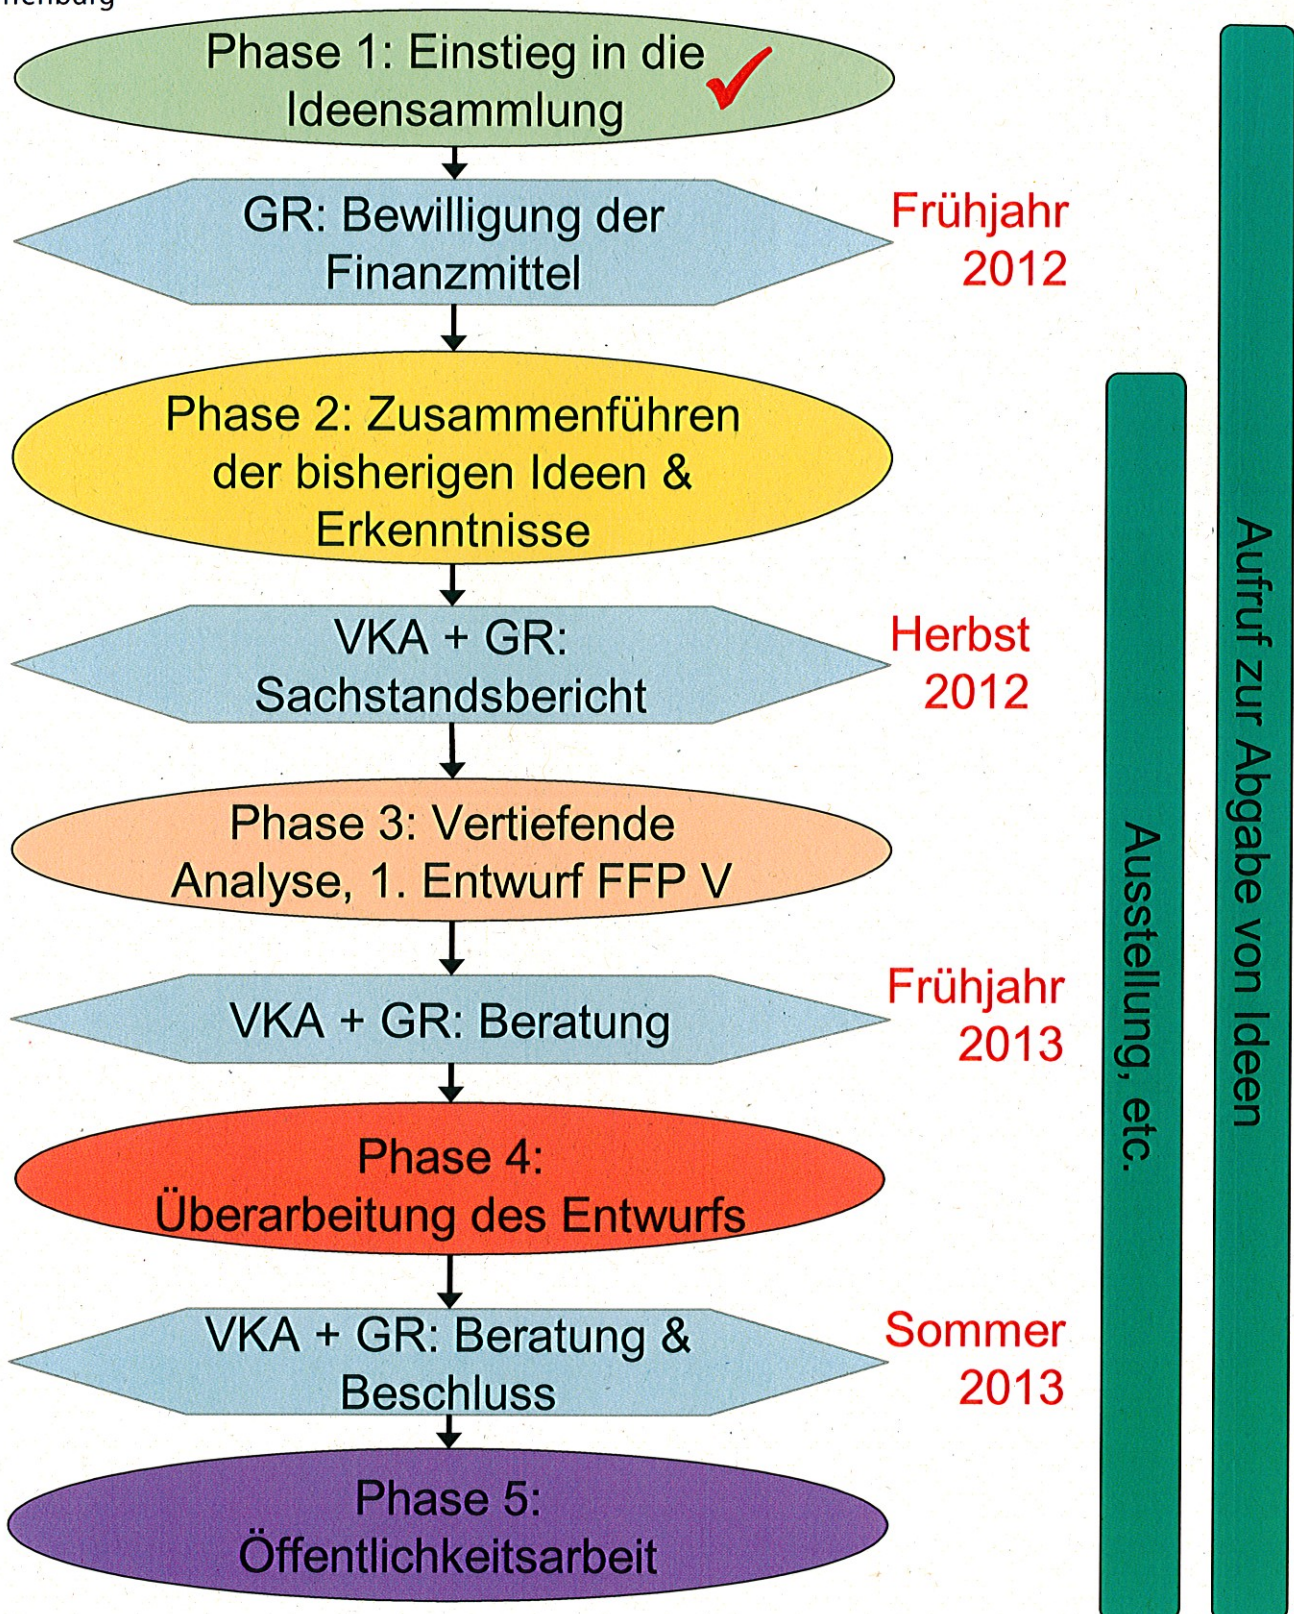 Phase 1: Einstieg in die
Ideensammlung
GR: Bewilligung der
Finanzmittel
Frühjahr
2012
Phase 2: Zusammenführen
der bisherigen Ideen &
Erkenntnisse
VKA + GR:
Sachstandsbericht
Herbst
2012
Phase 3: Vertiefende
Analyse, 1. Entwurf FFP V
VKA + GR: Beratung
Frühjahr
2013
Phase 4:
Überarbeitung des Entwurfs
VKA + GR: Beratung &
Beschluss
Sommer
2013
Phase 5:
Öffentlichkeitsarbeit
Ausstellung, etc.
Aufruf zur Abgabe von Ideen